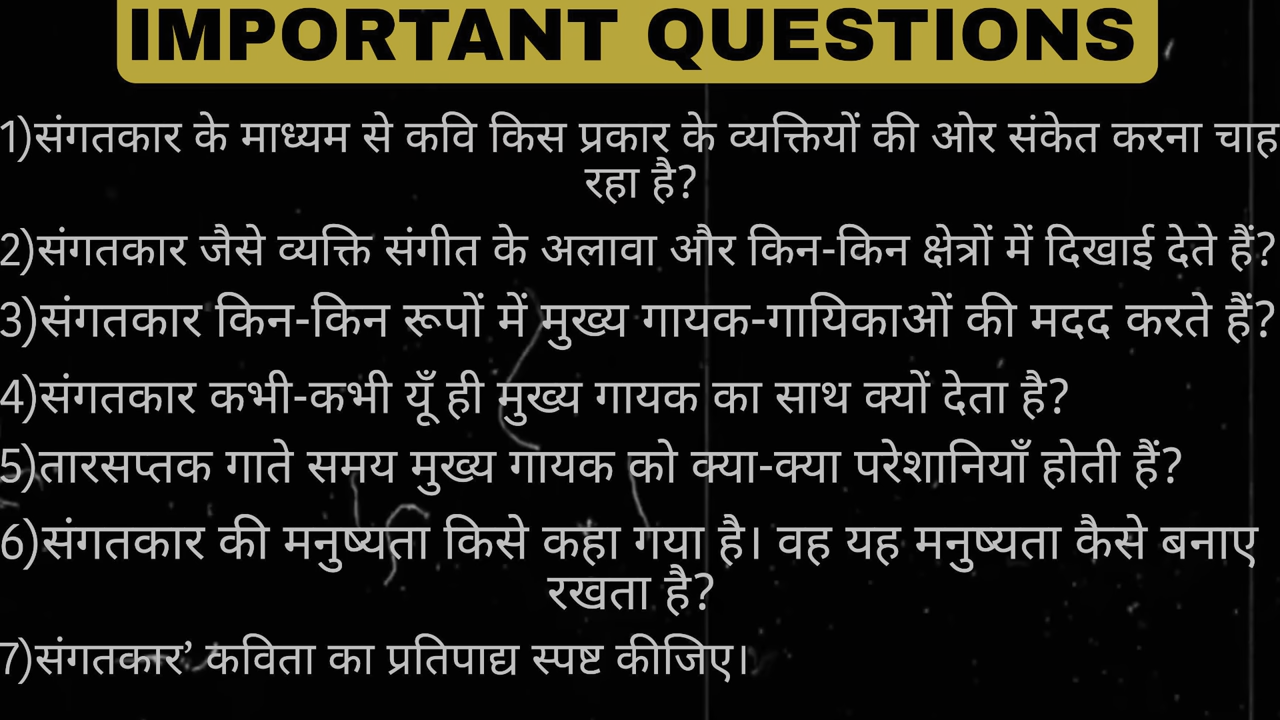 IMPORTANT QUESTIONS
1)संगतकार के माध्यम से कवि किस प्रकार के व्यक्तियों की ओर संकेत करना चाह
रहा है?
2)संगतकार जैसे व्यक्ति संगीत के अलावा और किन-किन क्षेत्रों में दिखाई देते हैं?
3)संगतकार किन-किन रूपों में मुख्य गायक-गायिकाओं की मदद करते हैं?
4)संगतकार कभी-कभी यूँ ही मुख्य गायक का साथ क्यों देता है?
5)तारसप्तक गाते समय मुख्य गायक को क्या-क्या परेशानियाँ होती हैं?
6)संगतकार की मनुष्यता किसे कहा गया है। वह यह मनुष्यता कैसे बनाए
रखता है?
7)संगतकार’ कविता का प्रतिपाद्य स्पष्ट कीजिए।